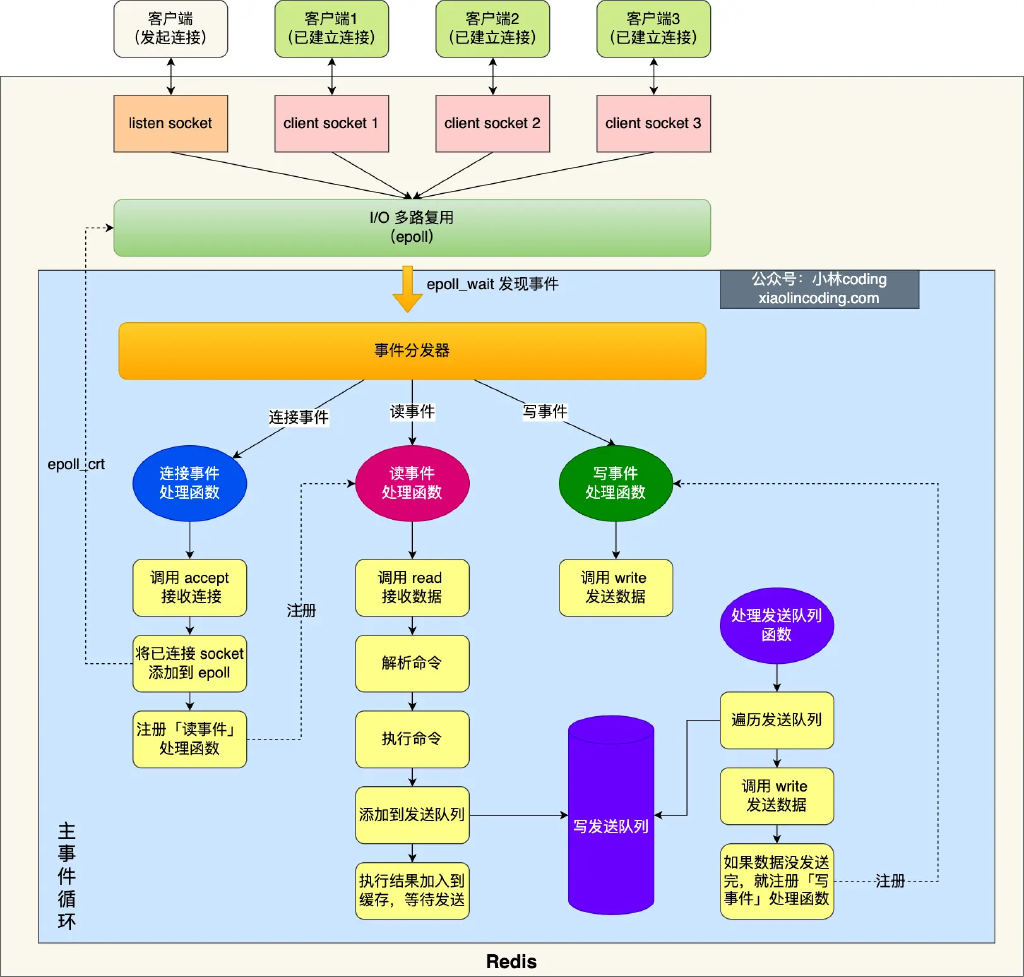 客户端
（发起连接）
客户端1
（已建立连接）
客户端2
（已建立连接）
客户端3
（已建立连接）
listen socket
client socket 1
client socket 2
client socket 3
I/O 多路复用
（epoll）
epoll_wait 发现事件
公众号：小林coding
xiaolincoding.com
事件分发器
连接事件
读事件
写事件
epoll_crt
连接事件
处理函数
读事件
处理函数
写事件
处理函数
调用 accept
接收连接
调用 read
接收数据
调用 write
发送数据
注册
处理发送队列
函数
将已连接 socket
添加到 epoll
解析命令
注册「读事件」
处理函数
执行命令
遍历发送队列
调用 write
发送数据
添加到发送队列
写发送队列
执行结果加入到
缓存，等待发送
如果数据没发送
完，就注册「写
事件」处理函数
注册
主
事
件
循
环
Redis